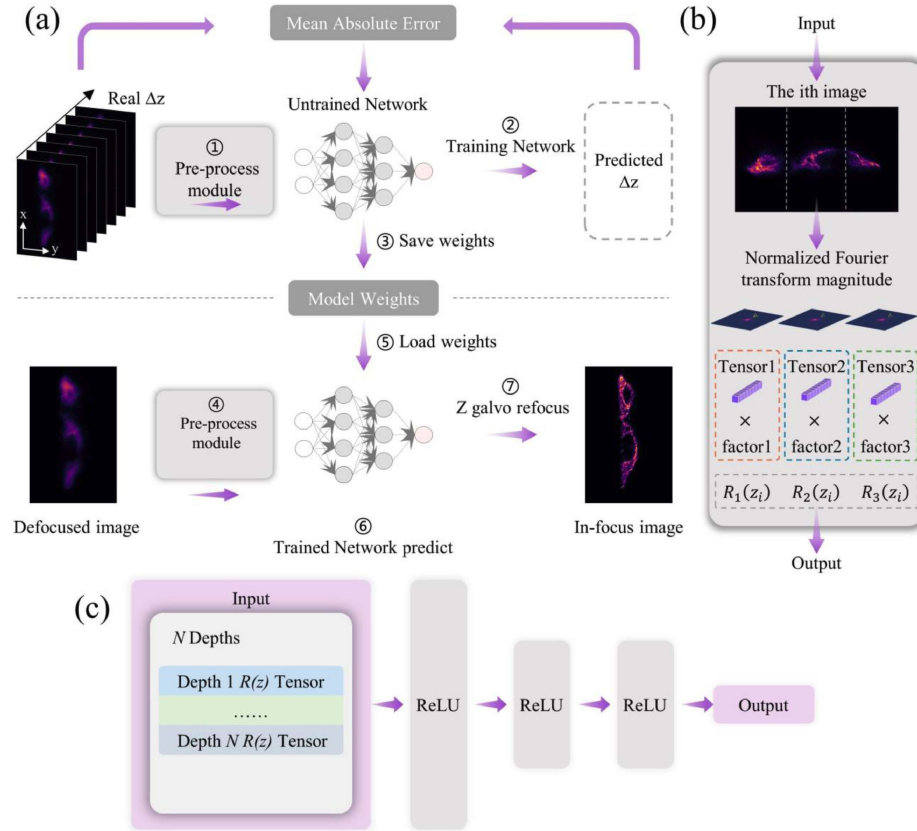 (a)
Mean Absolute Error
Real Δz
Untrained Network
①
Pre-process
module
②
Training Network
Predicted
Δz
x
y
③ Save weights
Model Weights
⑤ Load weights
④
Pre-process
module
⑦
Z galvo refocus
Defocused image
⑥
Trained Network predict
In-focus image
(b)
Input
The ith image
Normalized Fourier
transform magnitude
Tensor1 Tensor2 Tensor3
× × ×
factor1 factor2 factor3
R₁(zᵢ) R₂(zᵢ) R₃(zᵢ)
Output
(c)
Input
N Depths
Depth 1 R(z) Tensor
......
Depth N R(z) Tensor
ReLU
ReLU
ReLU
Output